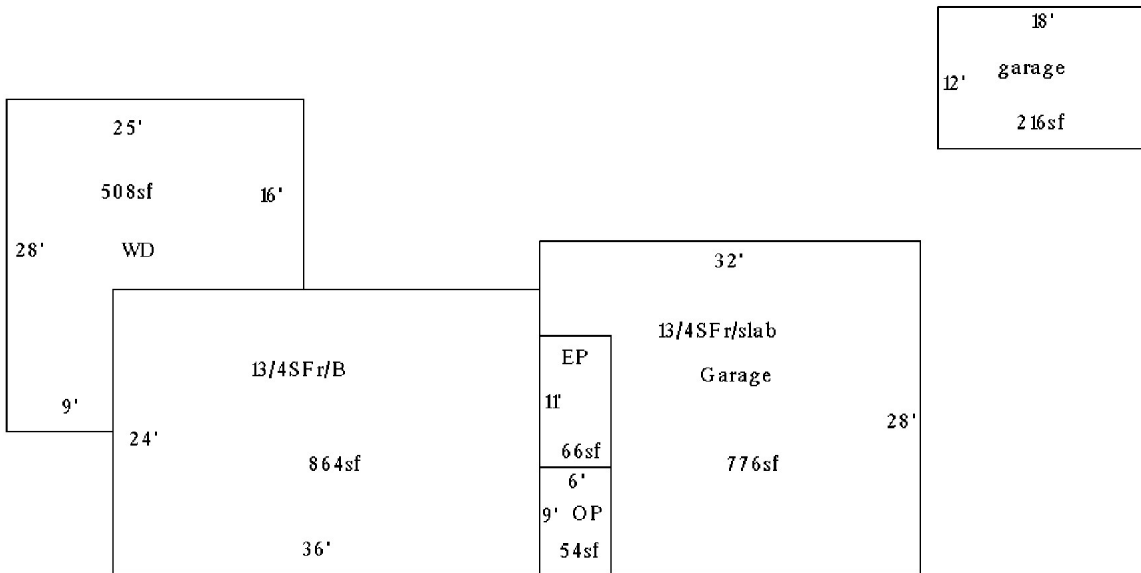 18'
garage
12'
216sf
25'
508sf
16'
28'
WD
9'
32'
13/4SFr/slab
Garage
28'
776sf
EP
11'
66sf
6'
9' OP
54sf
13/4SFr/B
24'
864sf
36'